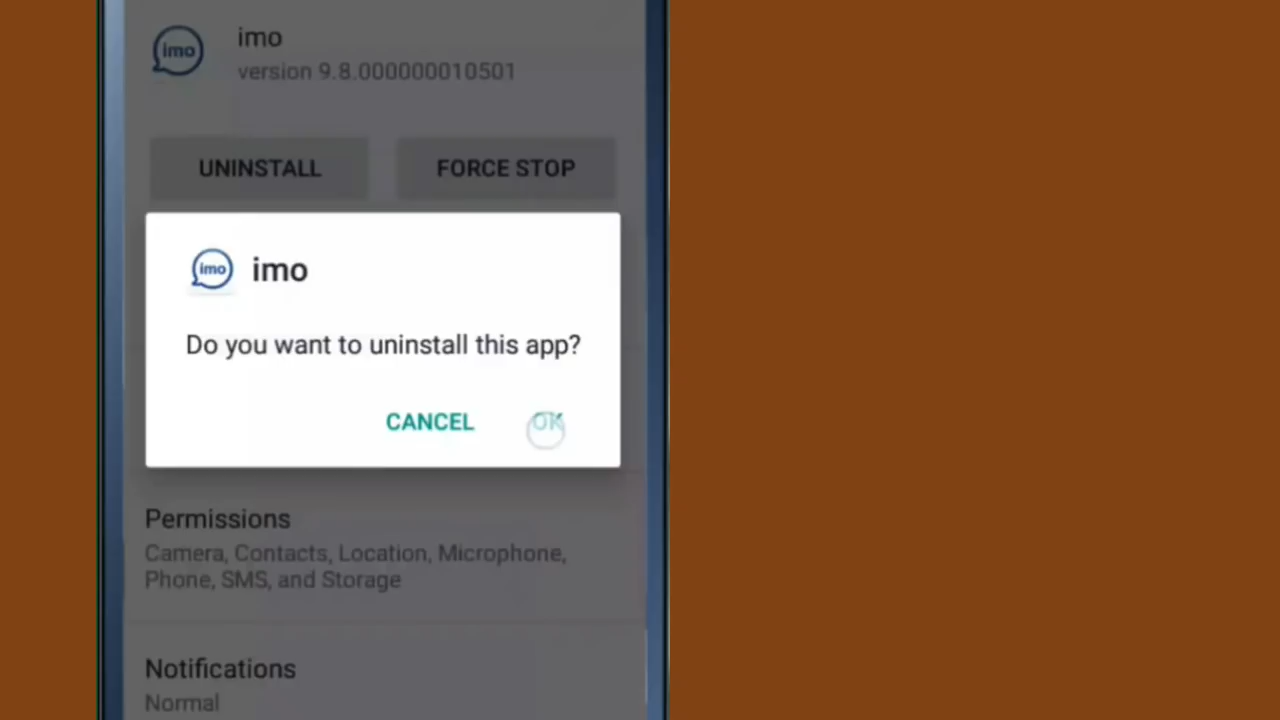 imo
imo
version 9.8.000000010501
UNINSTALL
FORCE STOP
imo
imo
Do you want to uninstall this app?
CANCEL
OK
Permissions
Camera, Contacts, Location, Microphone,
Phone, SMS, and Storage
Notifications
Normal